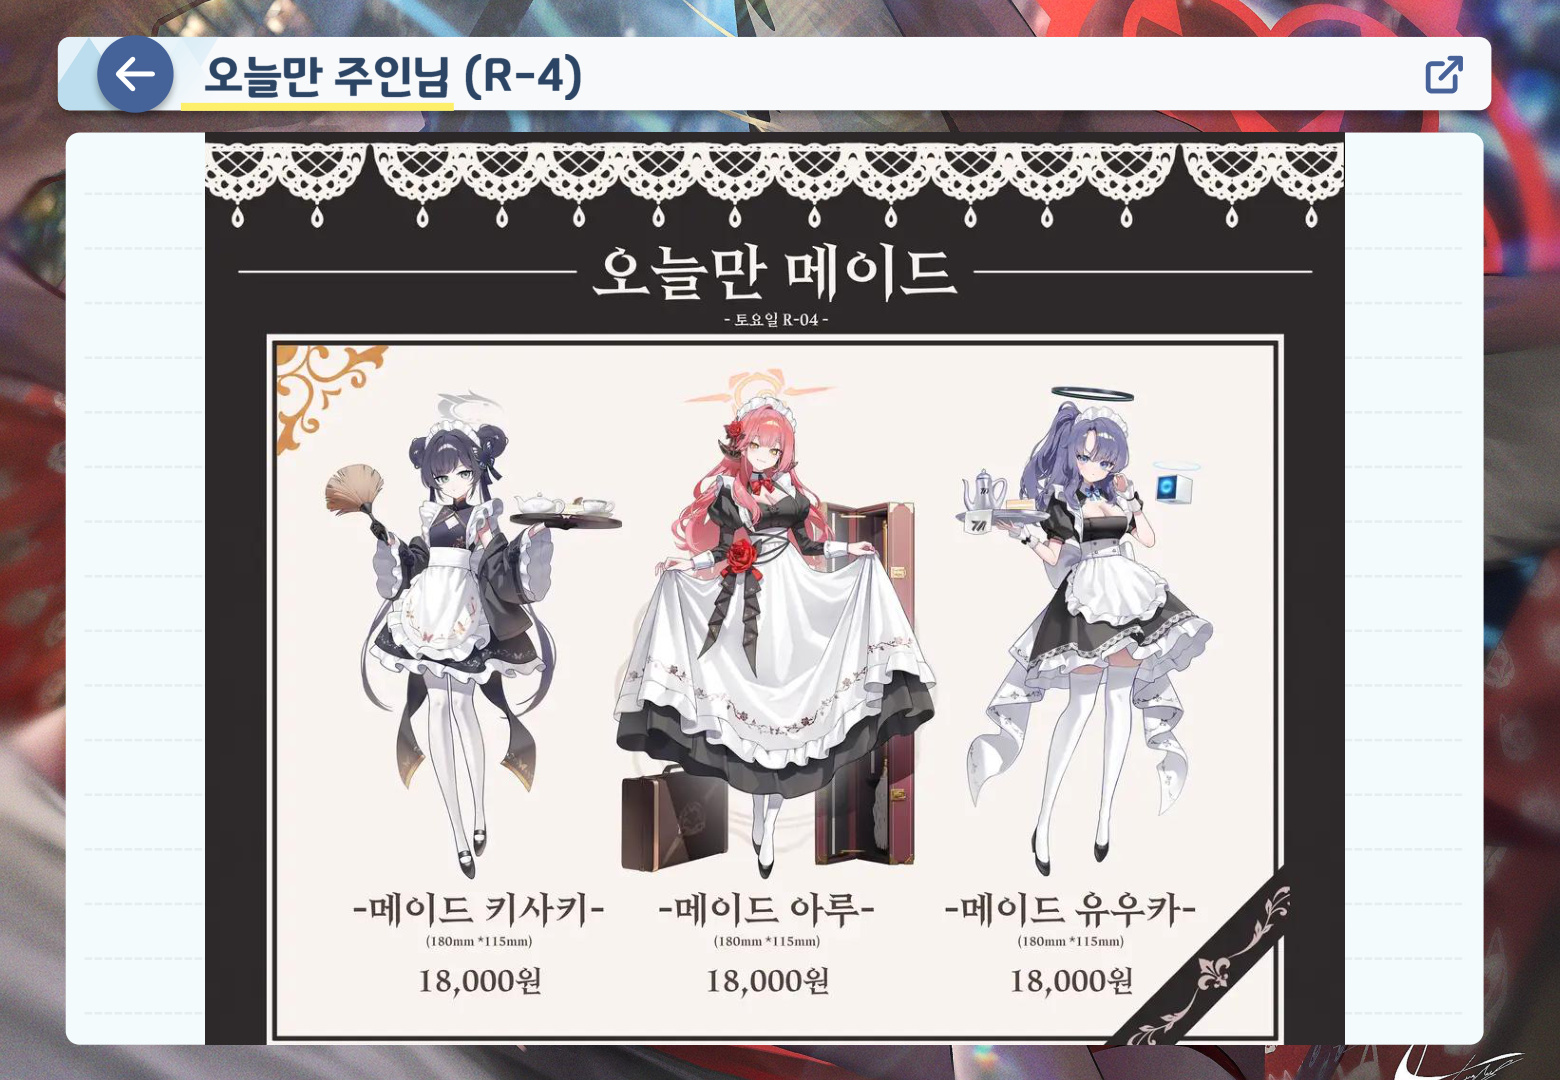 오늘만 주인님 (R-4)
오늘만 메이드
- 토요일 R-04 -
-메이드 키사키-
(180mm *115mm)
18,000원
-메이드 아루-
(180mm *115mm)
18,000원
-메이드 유우카-
(180mm *115mm)
18,000원